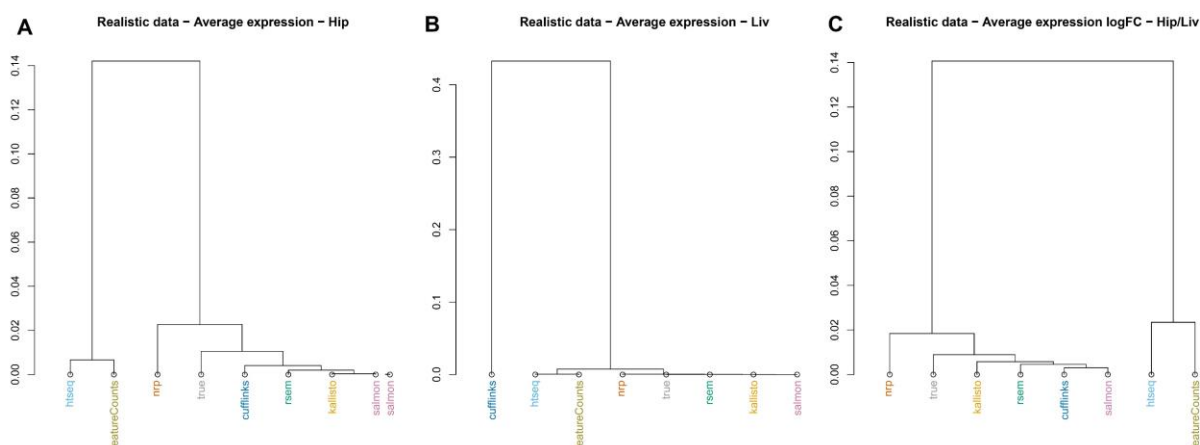 A
Realistic data − Average expression − Hip
0.14
0.12
0.10
0.08
0.06
0.04
0.02
0.00
htseq
eatureCounts
nrp
true
cufflinks
rsem
kallisto
salmon
salmon
B
Realistic data − Average expression − Liv
0.4
0.3
0.2
0.1
0.0
cufflinks
htseq
eatureCounts
nrp
true
rsem
kallisto
salmon
C
Realistic data − Average expression logFC − Hip/Liv
0.14
0.12
0.10
0.08
0.06
0.04
0.02
0.00
nrp
true
kallisto
rsem
cufflinks
salmon
htseq
eatureCounts